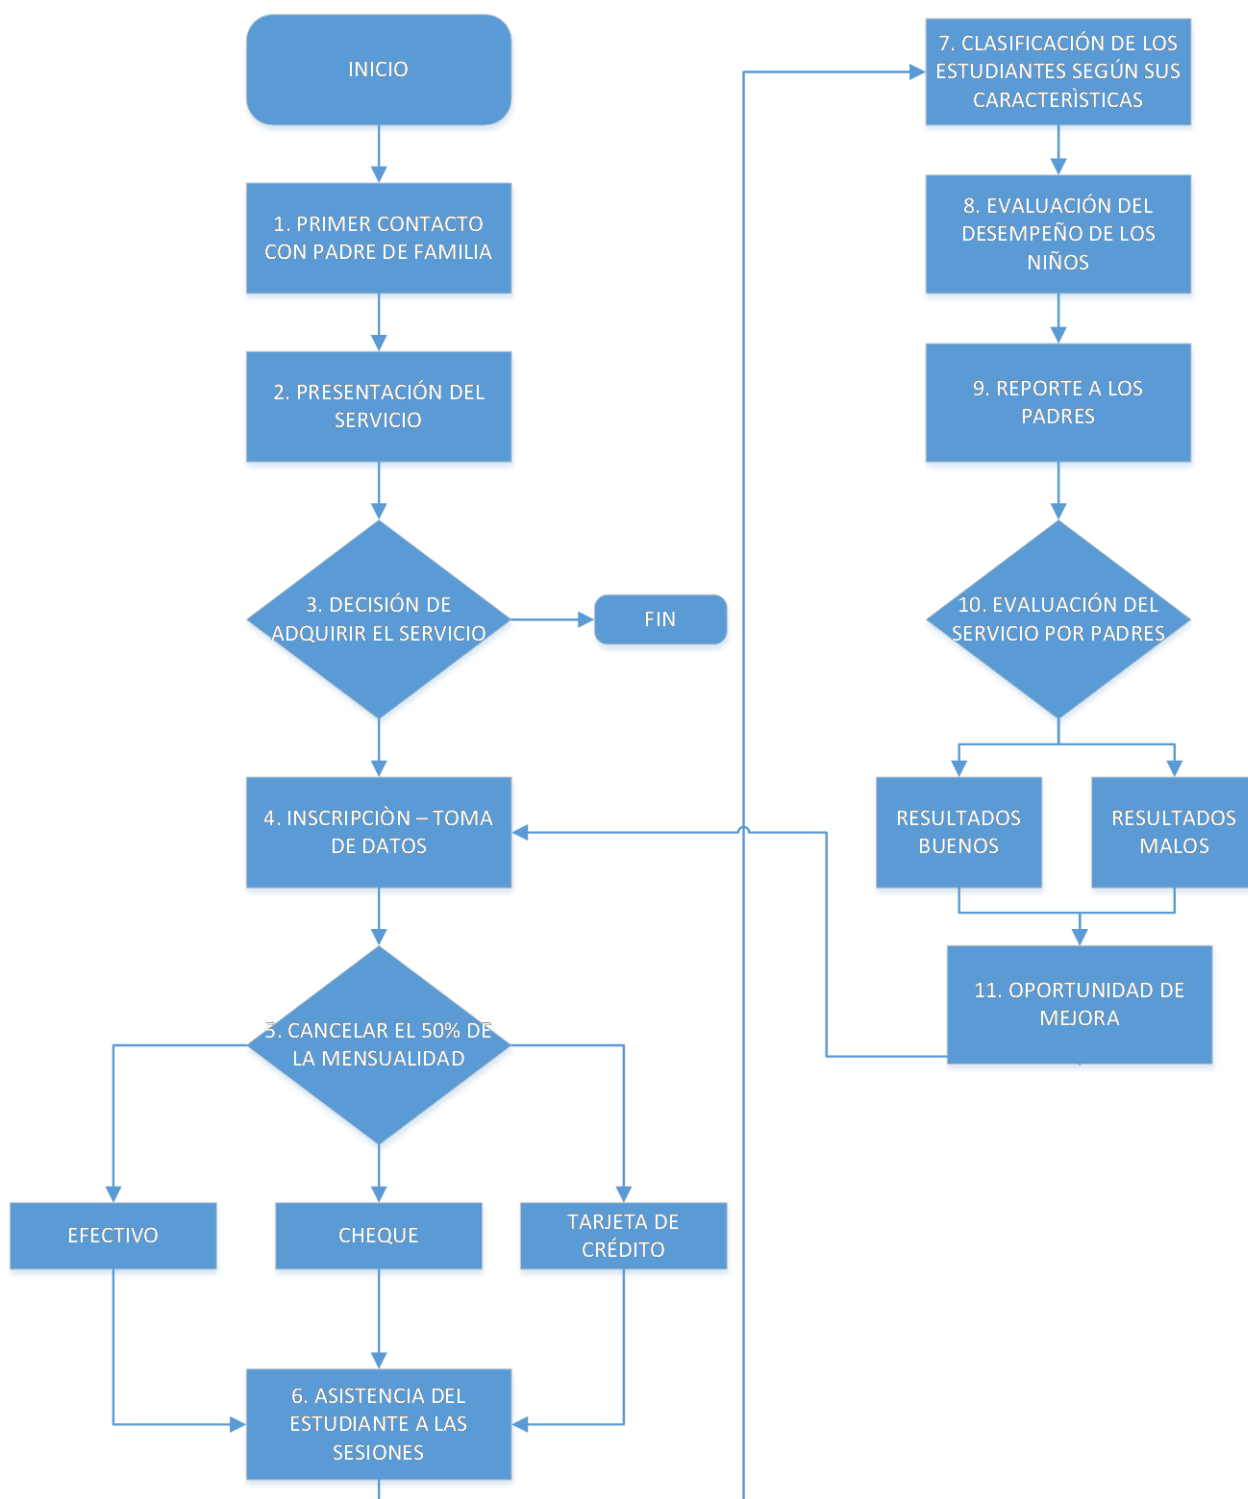 INICIO
1. PRIMER CONTACTO
CON PADRE DE FAMILIA
2. PRESENTACIÓN DEL
SERVICIO
3. DECISIÓN DE
ADQUIRIR EL SERVICIO
FIN
4. INSCRIPCIÒN – TOMA
DE DATOS
5. CANCELAR EL 50% DE
LA MENSUALIDAD
EFECTIVO
CHEQUE
TARJETA DE
CRÉDITO
6. ASISTENCIA DEL
ESTUDIANTE A LAS
SESIONES
7. CLASIFICACIÓN DE LOS
ESTUDIANTES SEGÚN SUS
CARACTERÌSTICAS
8. EVALUACIÓN DEL
DESEMPEÑO DE LOS
NIÑOS
9. REPORTE A LOS
PADRES
10. EVALUACIÓN DEL
SERVICIO POR PADRES
RESULTADOS
BUENOS
RESULTADOS
MALOS
11. OPORTUNIDAD DE
MEJORA